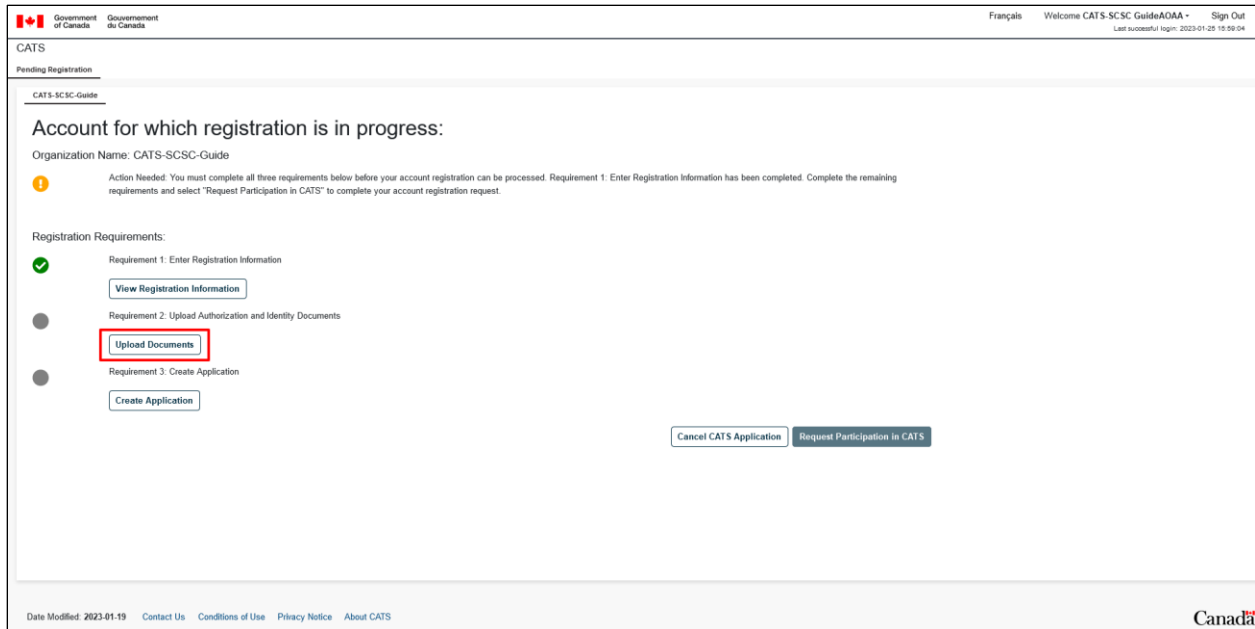 Government of Canada Gouvernement du Canada
Français Welcome CATS-SCSC GuideAOAA Sign Out
Last successful login: 2023-01-25 15:59:04
CATS
Pending Registration
CATS-SCSC-Guide
Account for which registration is in progress:
Organization Name: CATS-SCSC-Guide
Action Needed: You must complete all three requirements below before your account registration can be processed. Requirement 1: Enter Registration Information has been completed. Complete the remaining
requirements and select "Request Participation in CATS" to complete your account registration request.
Registration Requirements:
Requirement 1: Enter Registration Information
View Registration Information
Requirement 2: Upload Authorization and Identity Documents
Upload Documents
Requirement 3: Create Application
Create Application
Cancel CATS Application Request Participation in CATS
Date Modified: 2023-01-19 Contact Us Conditions of Use Privacy Notice About CATS
Canada